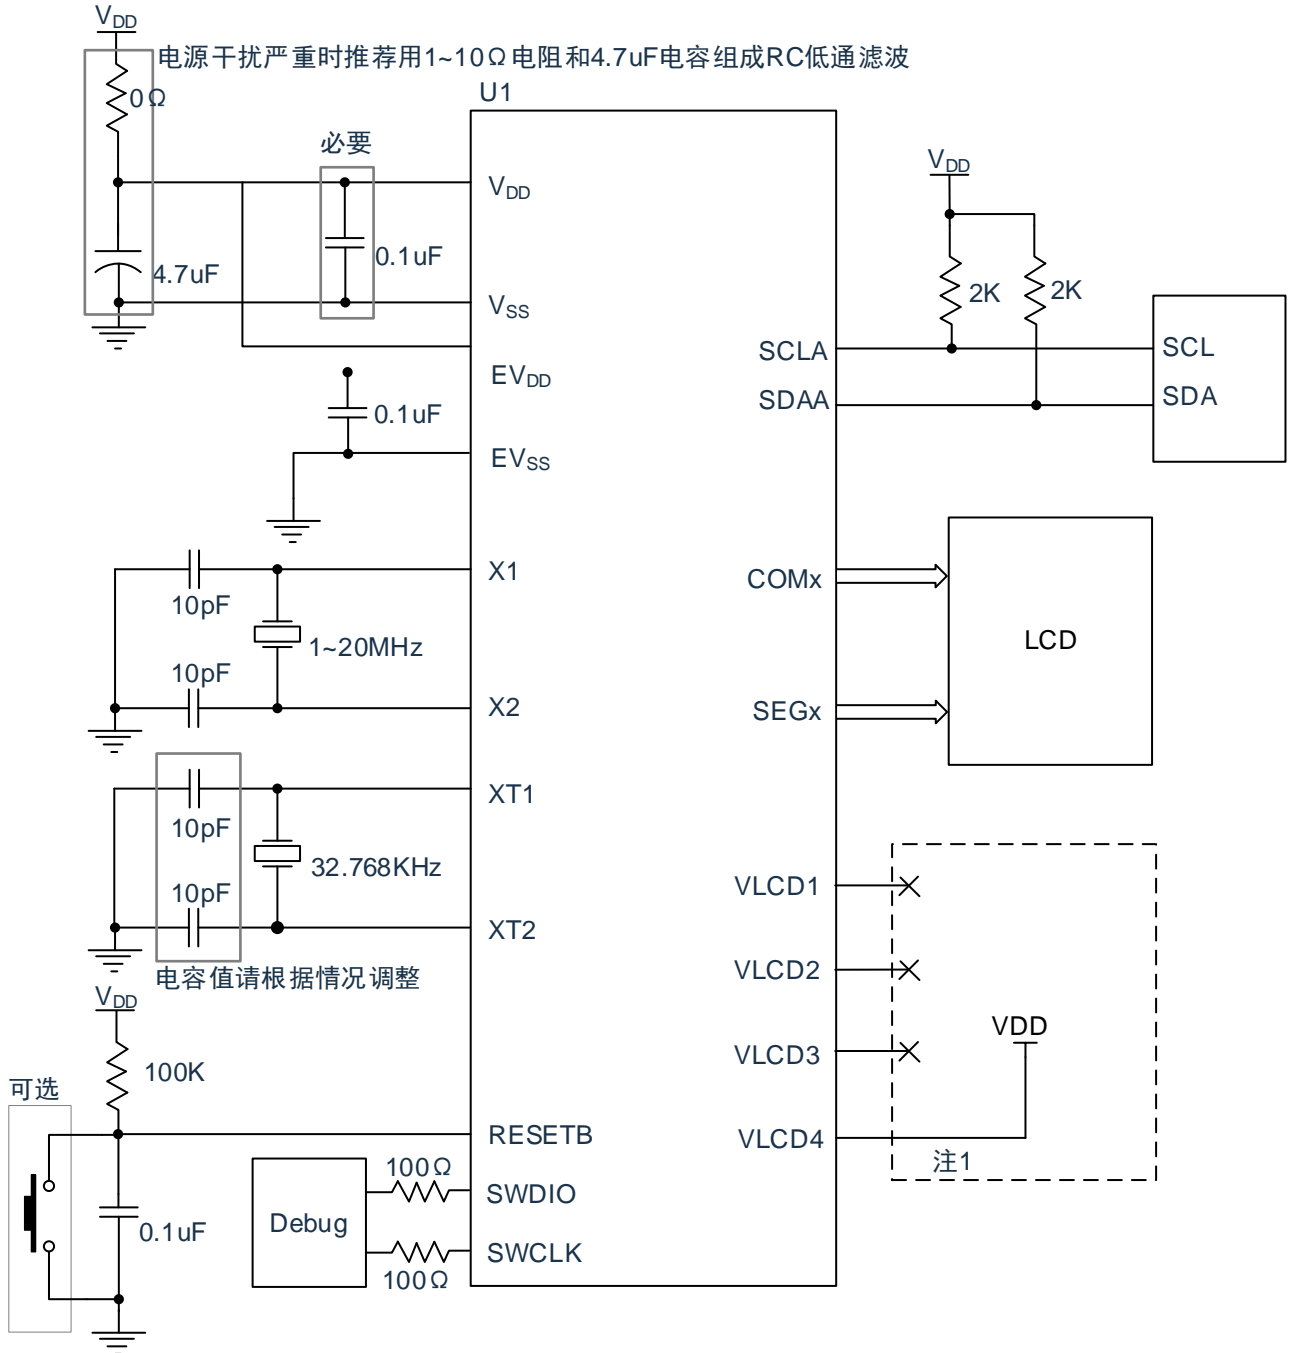 VDD
电源干扰严重时推荐用1~10Ω电阻和4.7uF电容组成RC低通滤波
0Ω
U1
必要
VDD
VDD
0.1uF
4.7uF
2K
2K
VSS
SCLA
SCL
EVDD
SDAA
SDA
0.1uF
EVSS
X1
COMx
10pF
LCD
1~20MHz
10pF
X2
SEGx
XT1
10pF
32.768KHz
VLCD1
10pF
XT2
VLCD2
电容值请根据情况调整
VDD
VDD
VLCD3
100K
可选
RESETB
VLCD4
注1
100Ω
SWDIO
Debug
0.1uF
SWCLK
100Ω